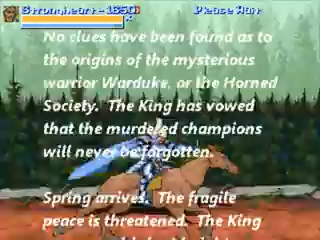 Strongheart - 1650
Please Wait
No clues have been found as to
the origins of the mysterious
warrior Warduke, or the Horned
Society.  The King has vowed
that the murdered champions
will never be forgotten.
Spring arrives.  The fragile
peace is threatened.  The King